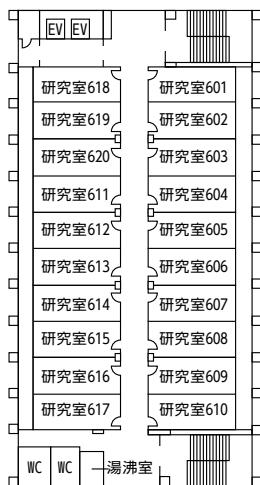 EV EV
研究室618 研究室601
研究室619 研究室602
研究室620 研究室603
研究室611 研究室604
研究室612 研究室605
研究室613 研究室606
研究室614 研究室607
研究室615 研究室608
研究室616 研究室609
研究室617 研究室610
WC WC 湯沸室